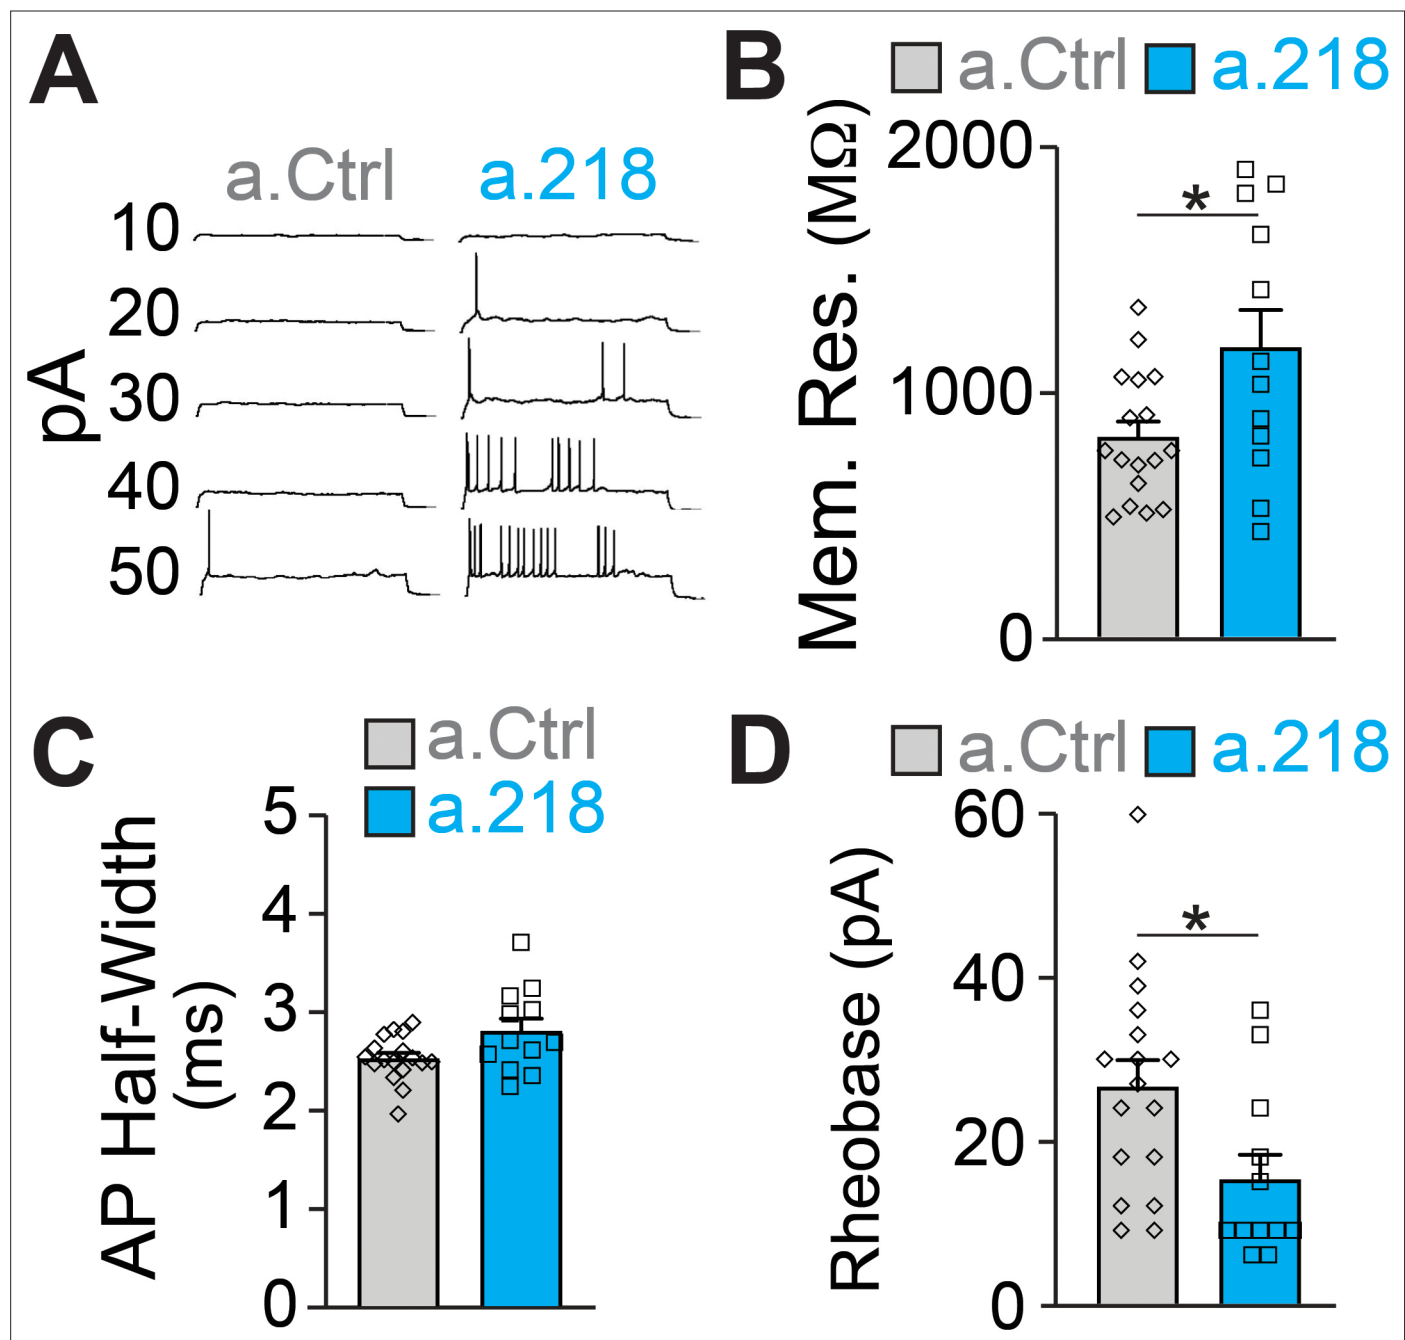 A
a.Ctrl a.218
pA
10
20
30
40
50
B
a.Ctrl a.218
Mem. Res. (MΩ)
2000
1000
0
*
C
a.Ctrl
a.218
AP Half-Width
(ms)
5
4
3
2
1
0
D
a.Ctrl a.218
Rheobase (pA)
60
40
20
0
*